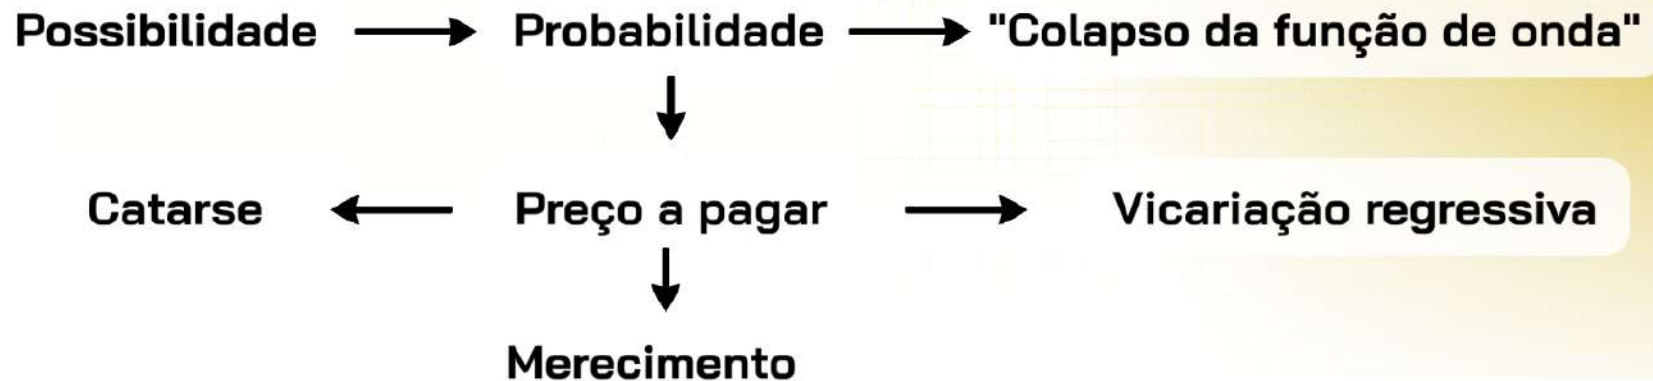 Possibilidade Probabilidade "Colapso da função de onda"
Catarse Preço a pagar Vicariação regressiva
Merecimento